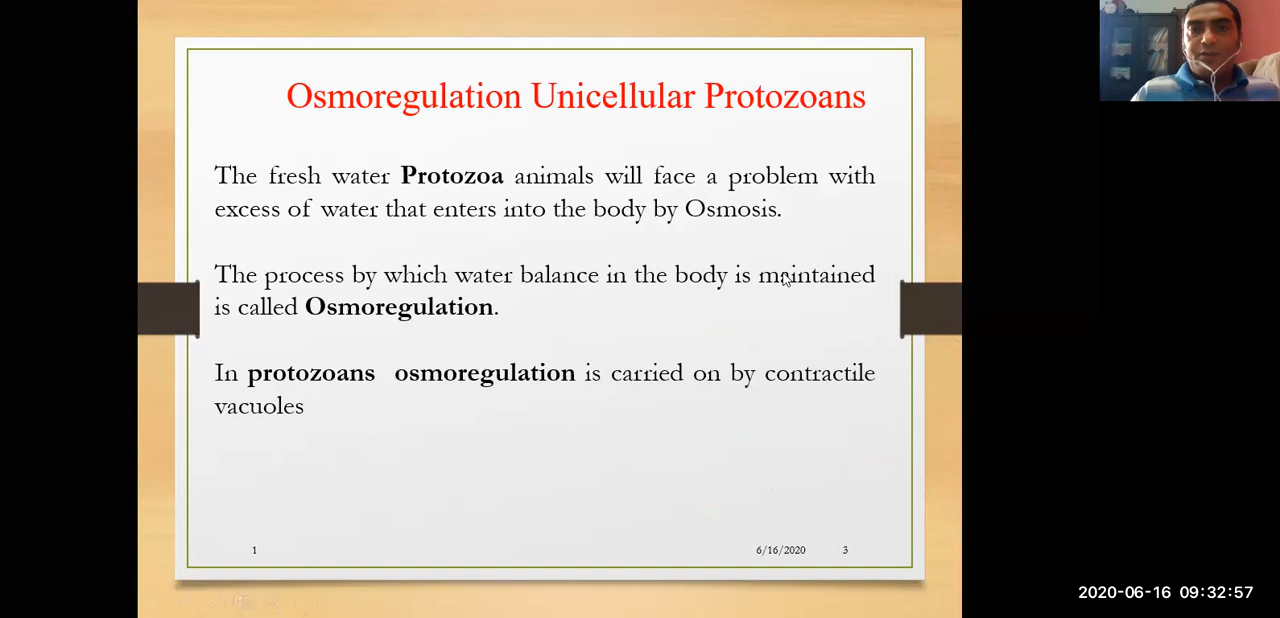 Osmoregulation Unicellular Protozoans
The fresh water Protozoa animals will face a problem with
excess of water that enters into the body by Osmosis.
The process by which water balance in the body is maintained
is called Osmoregulation.
In protozoans osmoregulation is carried on by contractile
vacuoles
1
6/16/2020
3
2020-06-16 09:32:57